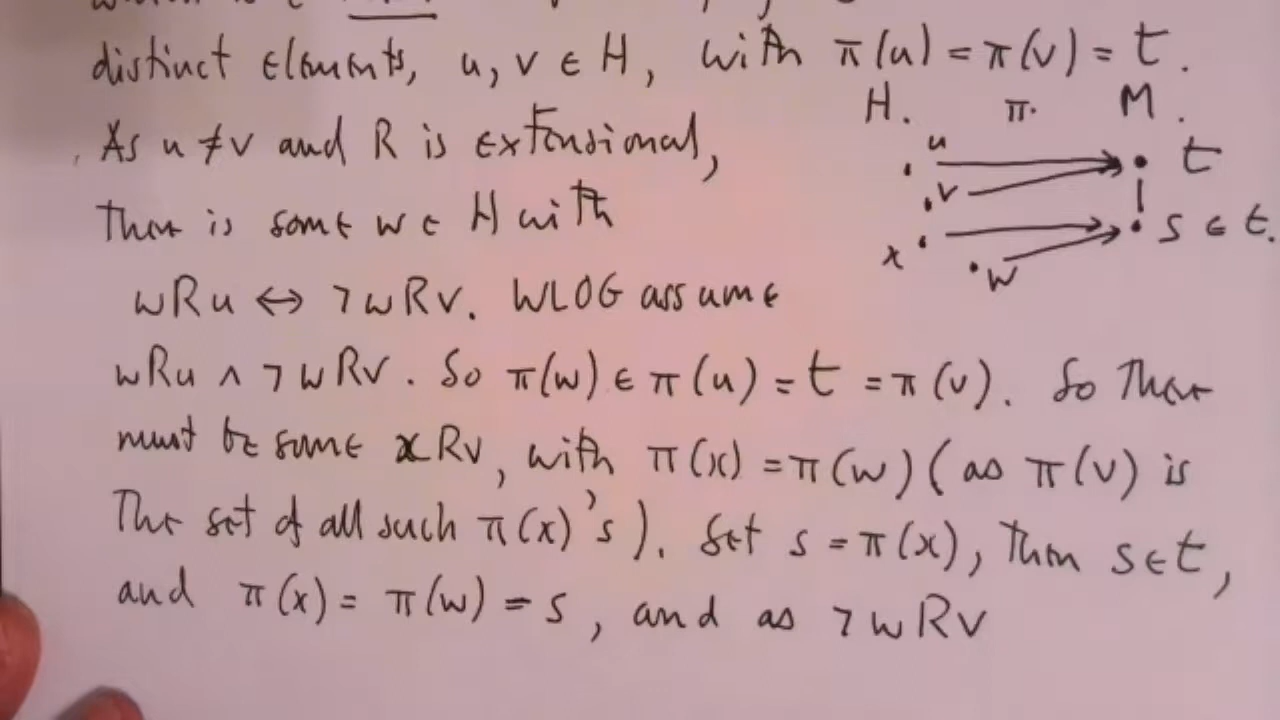 distinct elements, u, v ∈ H, with π(u) = π(v) = t.
H. π. M.
As u ≠ v and R is extensional,
u
t
v
there is some w ∈ H with
s ∈ t.
x
w
wRu ↔ ¬wRv. WLOG assume
wRu ∧ ¬wRv. So π(w) ∈ π(u) = t = π(v). So there
must be some xRv, with π(x) = π(w) (as π(v) is
the set of all such π(x)'s). Set s = π(x), then s∈t,
and π(x) = π(w) = s, and as ¬wRv